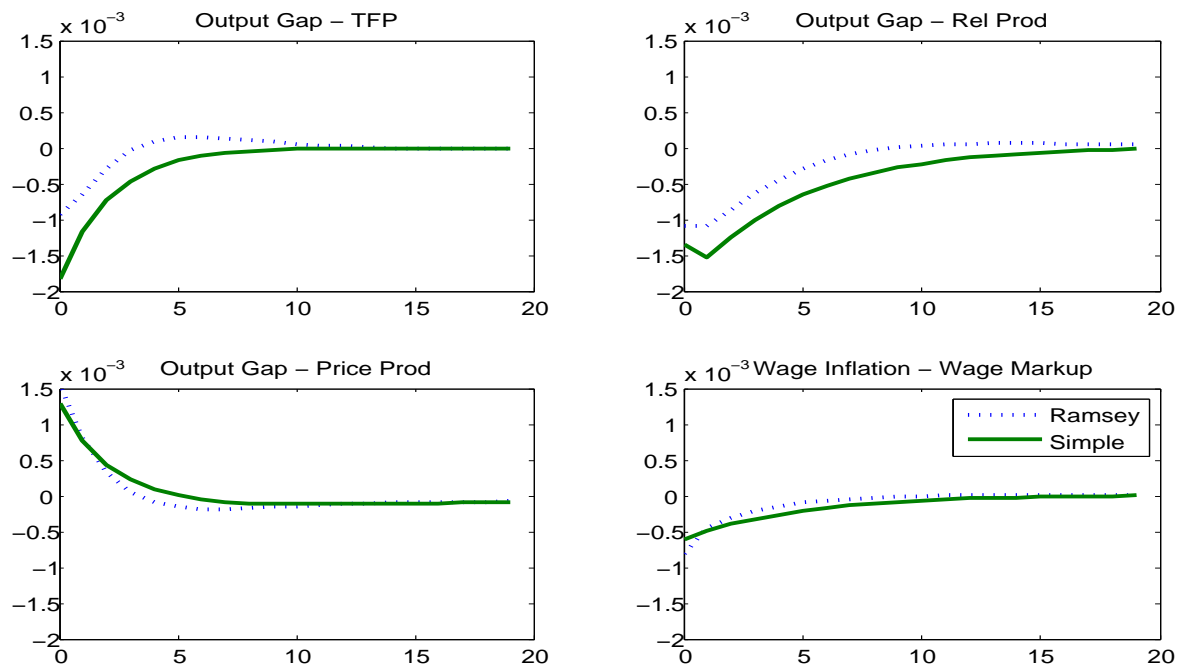 x 10⁻³
Output Gap – TFP
1.5
1
0.5
0
−0.5
−1
−1.5
−2
0 5 10 15 20
x 10⁻³
Output Gap – Rel Prod
1.5
1
0.5
0
−0.5
−1
−1.5
−2
0 5 10 15 20
x 10⁻³
Output Gap – Price Prod
1.5
1
0.5
0
−0.5
−1
−1.5
−2
0 5 10 15 20
x 10⁻³
Wage Inflation – Wage Markup
1.5
1
0.5
0
−0.5
−1
−1.5
−2
0 5 10 15 20
Ramsey
Simple